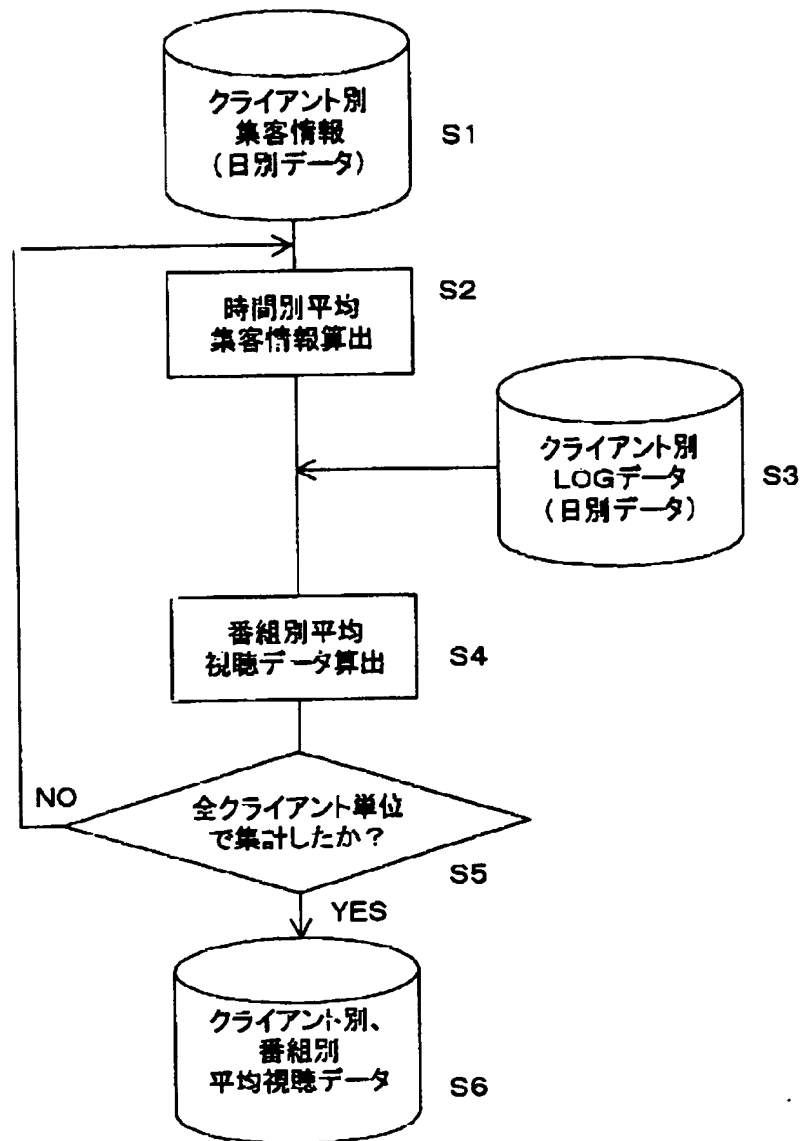 クライアント別
集客情報
(日別データ)
S1
時間別平均
集客情報算出
S2
クライアント別
LOGデータ
(日別データ)
S3
番組別平均
視聴データ算出
S4
全クライアント単位
で集計したか?
S5
NO
YES
クライアント別、
番組別
平均視聴データ
S6